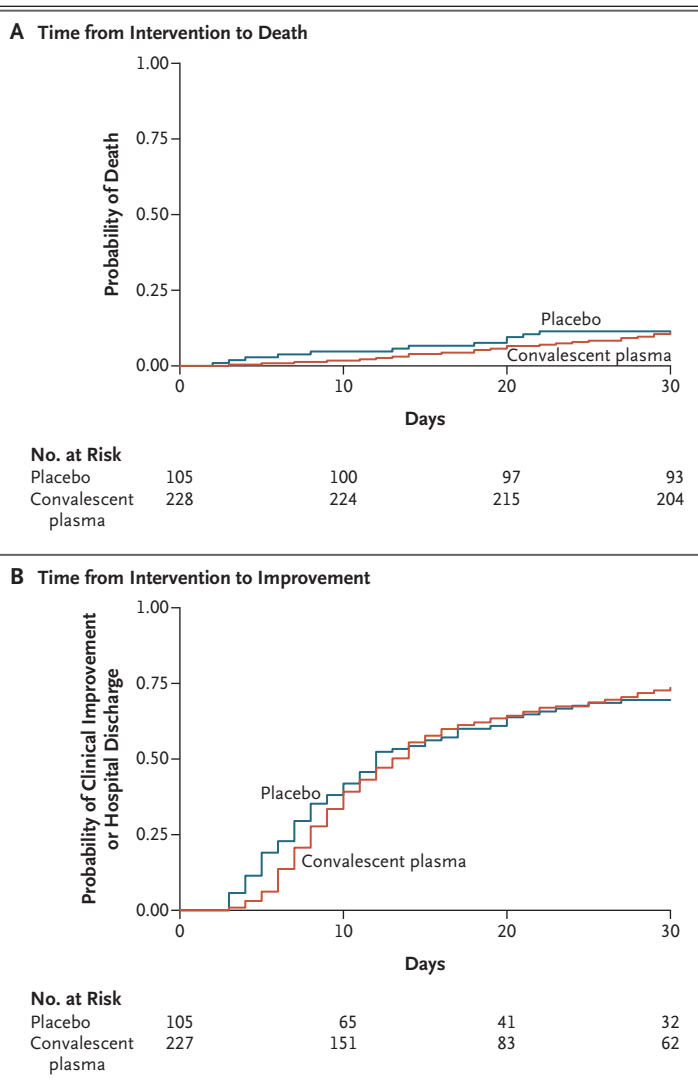 A Time from Intervention to Death
1.00
0.75
0.50
0.25
0.00
Probability of Death
Placebo
Convalescent plasma
0 10 20 30
Days
No. at Risk
Placebo 105 100 97 93
Convalescent 228 224 215 204
plasma
B Time from Intervention to Improvement
1.00
0.75
0.50
0.25
0.00
Probability of Clinical Improvement
or Hospital Discharge
Placebo
Convalescent plasma
0 10 20 30
Days
No. at Risk
Placebo 105 65 41 32
Convalescent 227 151 83 62
plasma